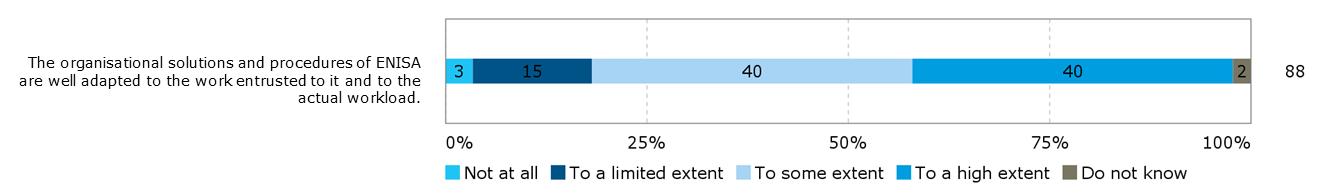 The organisational solutions and procedures of ENISA
are well adapted to the work entrusted to it and to the
actual workload.
3 15 40 40 2 88
0% 25% 50% 75% 100%
Not at all To a limited extent To some extent To a high extent Do not know